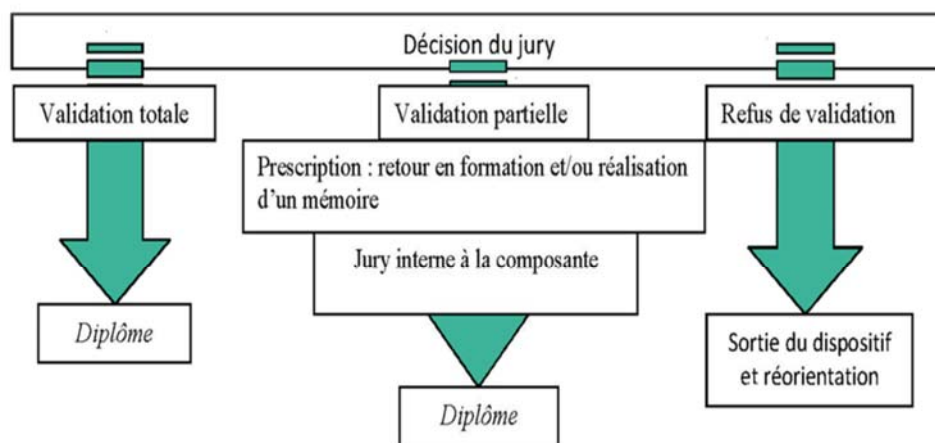 Décision du jury
Validation totale
Validation partielle
Refus de validation
Prescription : retour en formation et/ou réalisation
d’un mémoire
Jury interne à la composante
Diplôme
Sortie du dispositif
et réorientation
Diplôme